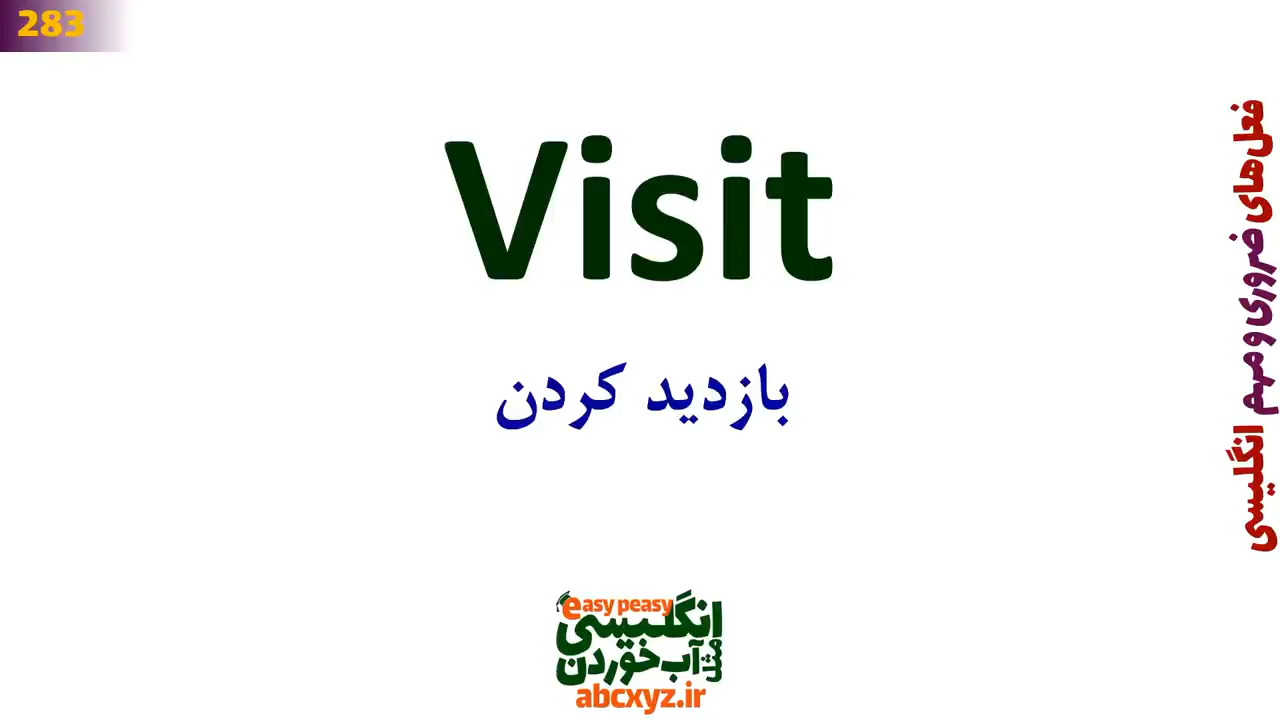 283
Visit
بازدید کردن
فعل‌های ضروری و مهم انگلیسی
easy peasy
انگلیسی
مثل آب خوردن
abcxyz.ir